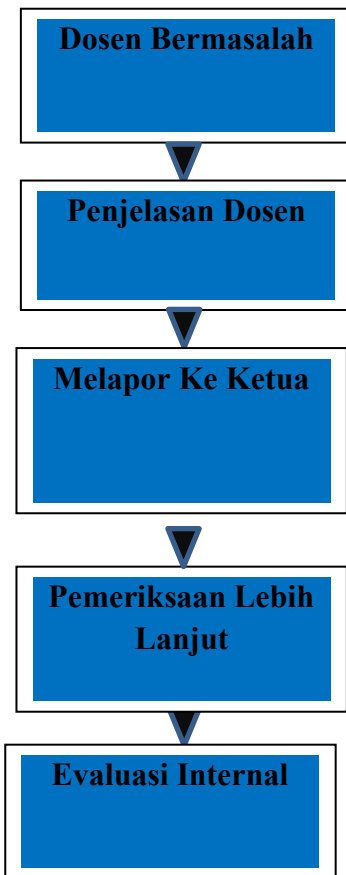 Dosen Bermasalah
Penjelasan Dosen
Melapor Ke Ketua
Pemeriksaan Lebih
Lanjut
Evaluasi Internal